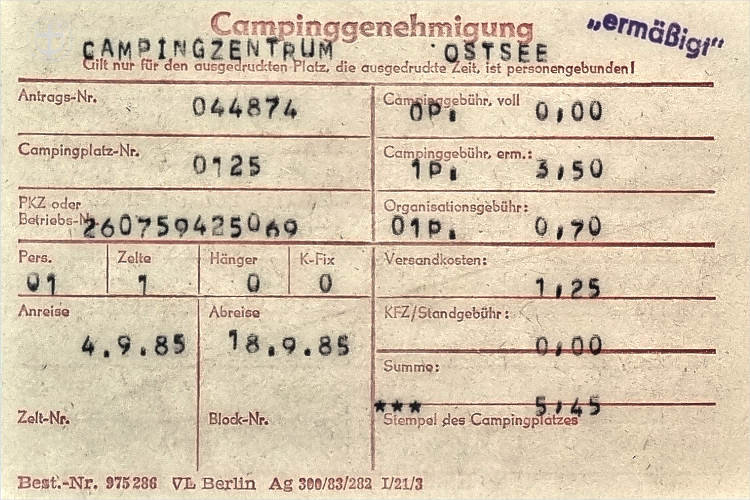 Campinggenehmigung
„ermäßigt“
CAMPINGZENTRUM OSTSEE
Gilt nur für den ausgedruckten Platz, die ausgedruckte Zeit, ist personengebunden!
Antrags-Nr. 044874
Campinggebühr, voll
0P. 0,00
Campingplatz-Nr. 0125
Campinggebühr, erm.:
1P. 3,50
PKZ oder
Betriebs-Nr. 260759425069
Organisationsgebühr:
01P. 0,70
Pers. Zelte Hänger K-Fix
01 1 0 0
Versandkosten:
1,25
Anreise Abreise
4.9.85 18.9.85
KFZ/Standgebühr:
0,00
Summe:
*** 5,45
Zelt-Nr. Block-Nr.
Stempel des Campingplatzes
Best.-Nr. 975286 VL Berlin Ag 300/83/282 I/21/3